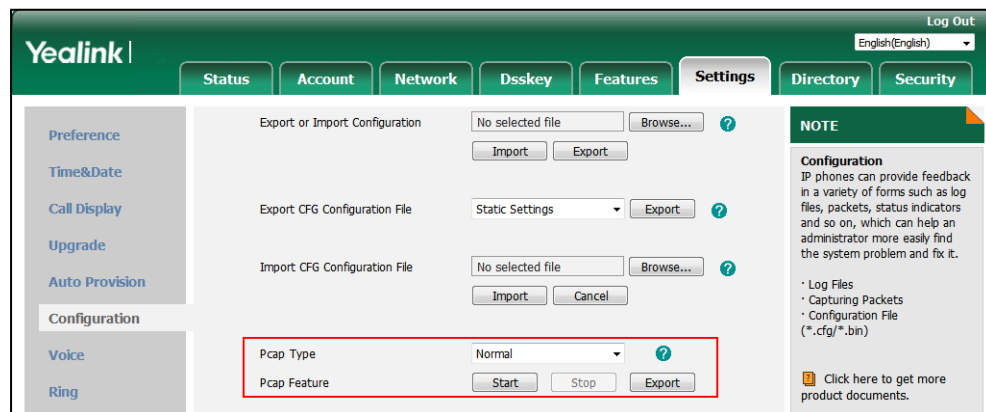 Log Out
Yealink
English(English)
Status Account Network Dsskey Features Settings Directory Security
Preference
Time&Date
Call Display
Upgrade
Auto Provision
Configuration
Voice
Ring
Export or Import Configuration No selected file Browse... ?
Import Export
Export CFG Configuration File Static Settings Export ?
Import CFG Configuration File No selected file Browse... ?
Import Cancel
Pcap Type Normal ?
Pcap Feature Start Stop Export
NOTE
Configuration
IP phones can provide feedback
in a variety of forms such as log
files, packets, status indicators
and so on, which can help an
administrator more easily find
the system problem and fix it.
· Log Files
· Capturing Packets
· Configuration File
(*.cfg/*.bin)
? Click here to get more
product documents.